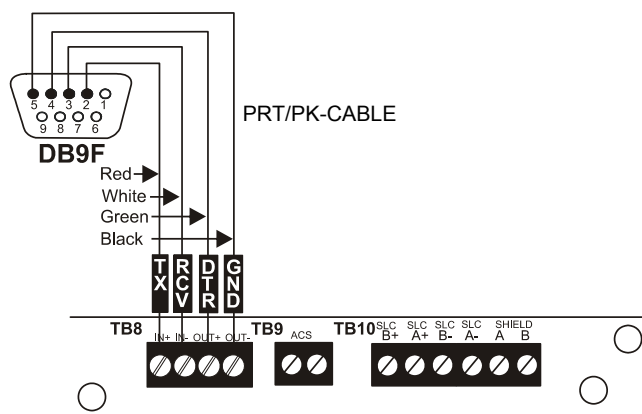 5 4 3 2 1
9 8 7 6
PRT/PK-CABLE
DB9F
Red
White
Green
Black
TX RCV DTR GND
TB8 IN+ IN- OUT+ OUT-
TB9 ACS
TB10 SLC B+ SLC A+ SLC B- SLC A- SHIELD A B